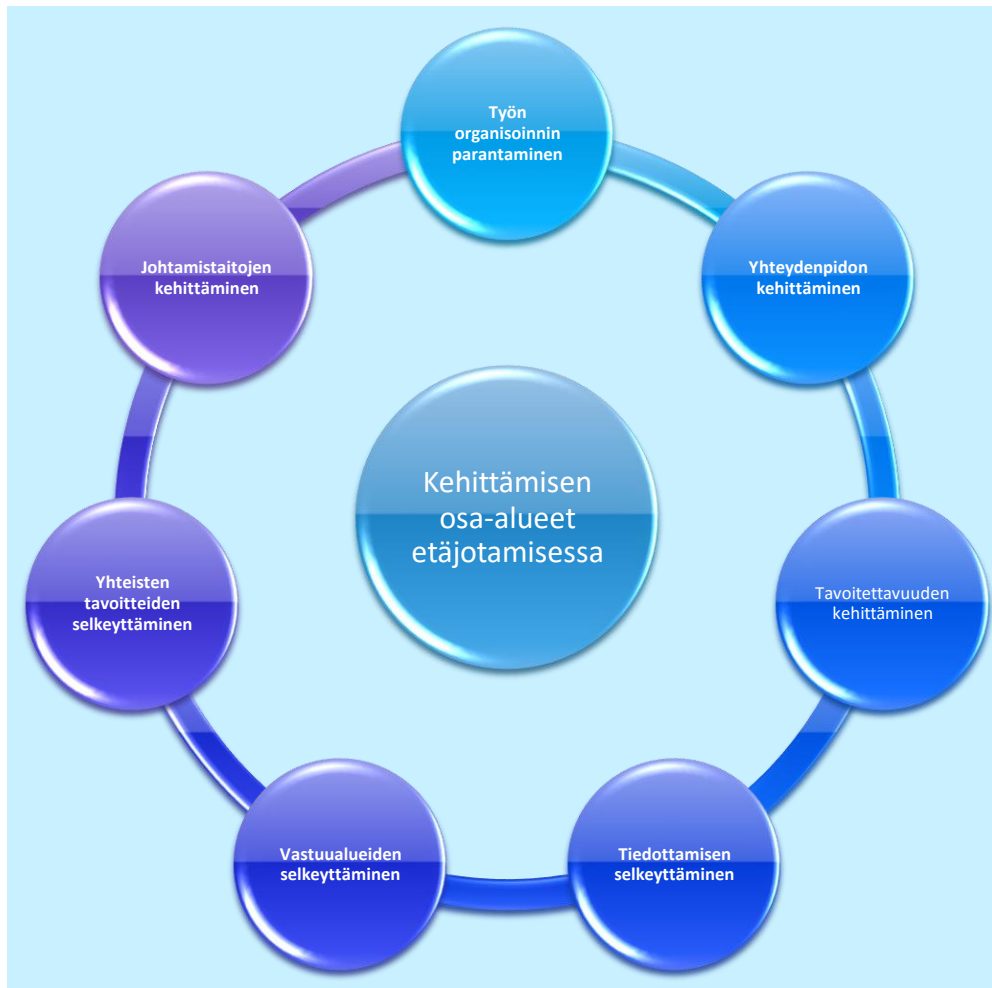 Työn
organisoinnin
parantaminen
Yhteydenpidon
kehittäminen
Tavoitettavuuden
kehittäminen
Tiedottamisen
selkeyttäminen
Vastuualueiden
selkeyttäminen
Yhteisten
tavoitteiden
selkeyttäminen
Johtamistaitojen
kehittäminen
Kehittämisen
osa-alueet
etäjotamisessa